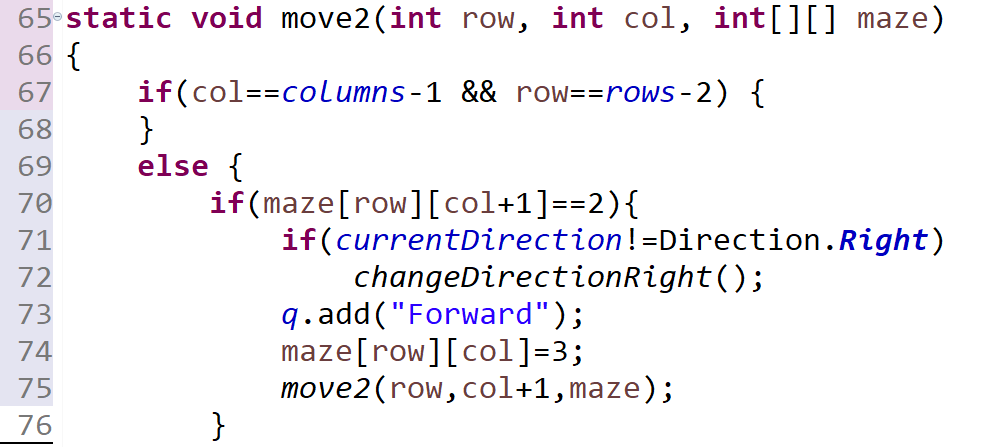 65 static void move2(int row, int col, int[][] maze)
66 {
67     if(col==columns-1 && row==rows-2) {
68     }
69     else {
70         if(maze[row][col+1]==2){
71             if(currentDirection!=Direction.Right)
72                 changeDirectionRight();
73             q.add("Forward");
74             maze[row][col]=3;
75             move2(row,col+1,maze);
76         }